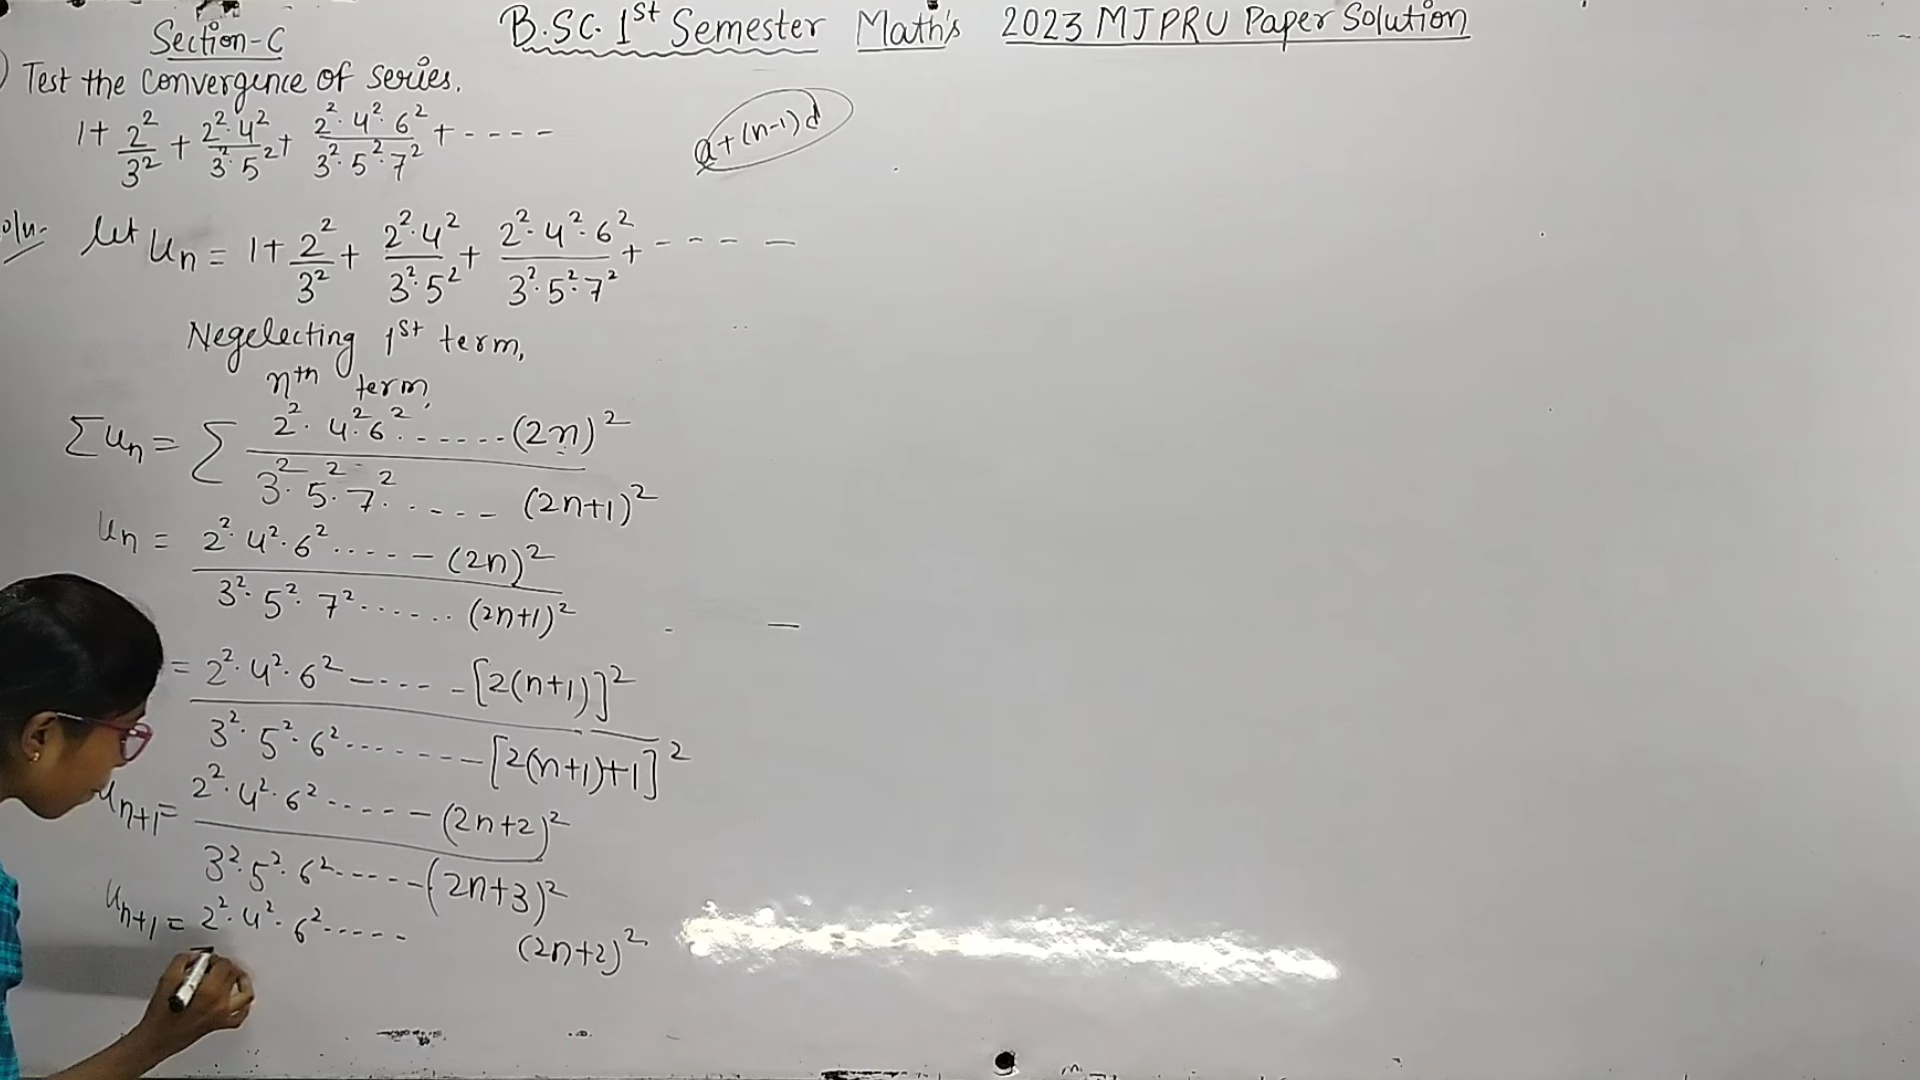 B.SC. 1st Semester Math's 2023 MJPRU Paper Solution
Section-C
Test the convergence of series.
1+ 2²/3² + 2².4²/3².5² + 2².4².6²/3².5².7² + ----
a+(n-1)d
let Un = 1+ 2²/3² + 2².4²/3².5² + 2².4².6²/3².5².7² + ----
Negelecting 1st term,
nth term,
ΣUn = Σ 2².4².6².......(2n)²/3².5².7²......(2n+1)²
Un = 2².4².6².....(2n)²/3².5².7²......(2n+1)²
= 2².4².6²-....-[2(n+1)]²/3².5².6².......[2(n+1)+1]²
Un+1 = 2².4².6².....(2n+2)²/3².5².6².....(2n+3)²
Un+1 = 2².4².6²..... (2n+2)²